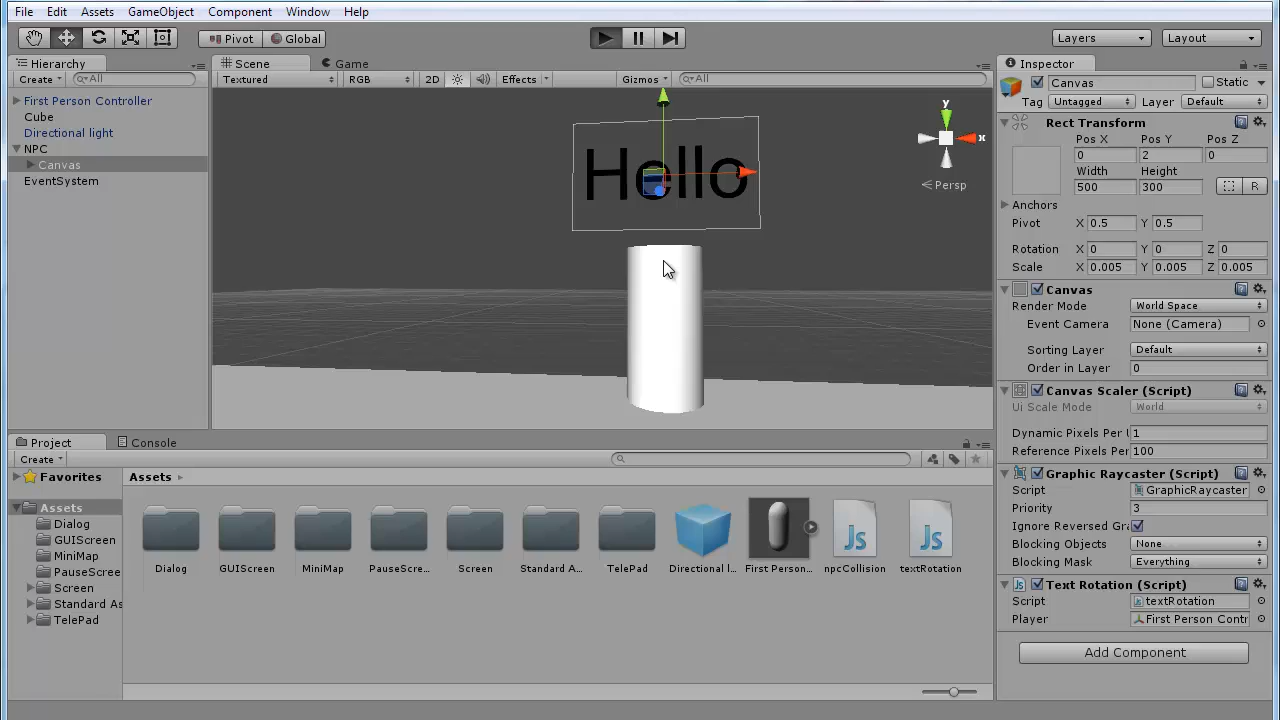 File Edit Assets GameObject Component Window Help
Pivot Global Layers Layout
Hierarchy Scene Game Inspector
Create All Textured RGB 2D Effects Gizmos All
Canvas Static
Tag Untagged Layer Default
First Person Controller
Cube
Directional light
NPC
Canvas
EventSystem
Hello
y
x
Persp
Rect Transform
Pos X Pos Y Pos Z
0 2 0
Width Height
500 300 R
Anchors
Pivot X 0.5 Y 0.5
Rotation X 0 Y 0 Z 0
Scale X 0.005 Y 0.005 Z 0.005
Canvas
Render Mode World Space
Event Camera None (Camera)
Sorting Layer Default
Order in Layer 0
Canvas Scaler (Script)
Ui Scale Mode World
Dynamic Pixels Per U 1
Reference Pixels Per 100
Graphic Raycaster (Script)
Script GraphicRaycaster
Priority 3
Ignore Reversed Gra
Blocking Objects None
Blocking Mask Everything
Text Rotation (Script)
Script textRotation
Player First Person Contr
Add Component
Project Console
Create
Favorites
Assets
Dialog
GUIScreen
MiniMap
PauseScree
Screen
Standard As
TelePad
Assets
Dialog GUIScreen MiniMap PauseScre... Screen Standard A... TelePad Directional l... First Person... npcCollision textRotation
Js Js